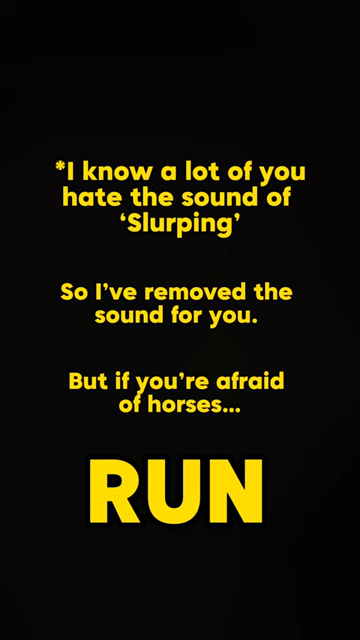 *I know a lot of you
hate the sound of
‘Slurping’
So I’ve removed the
sound for you.
But if you’re afraid
of horses...
RUN